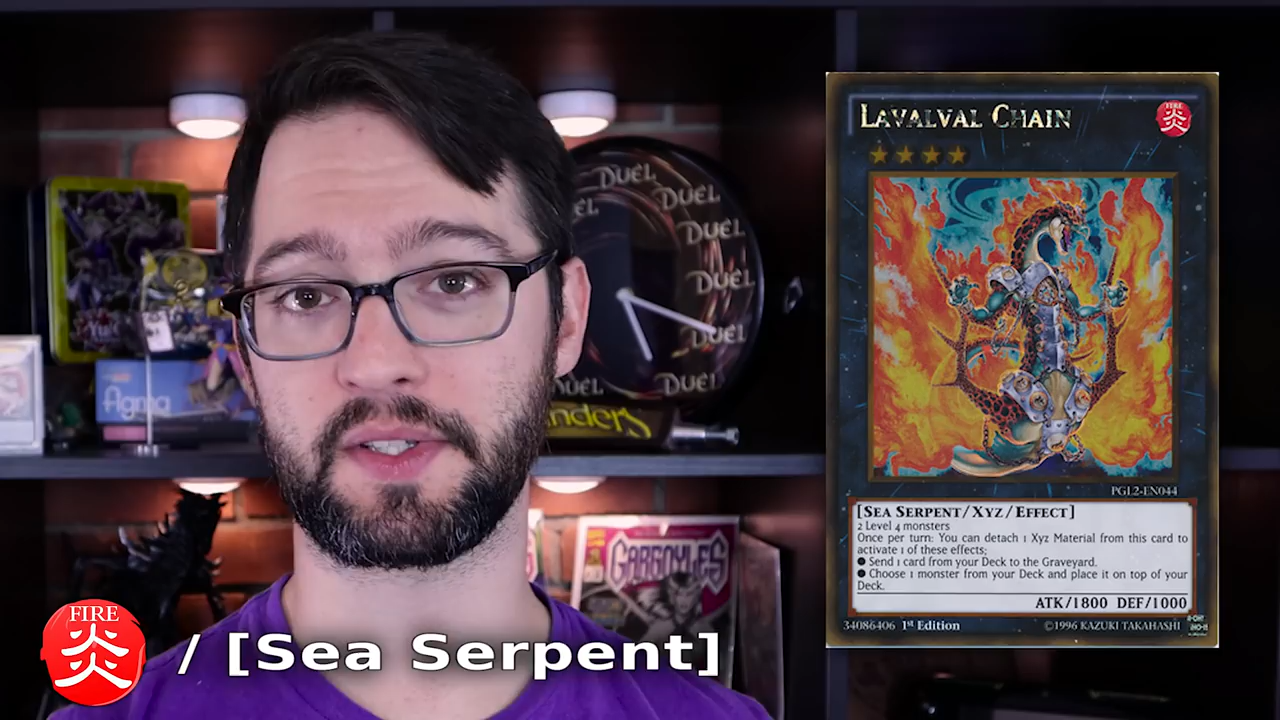 LAVALVAL CHAIN
FIRE
炎
PGL2-EN044
[SEA SERPENT/XYZ/EFFECT]
2 Level 4 monsters
Once per turn: You can detach 1 Xyz Material from this card to
activate 1 of these effects;
● Send 1 card from your Deck to the Graveyard.
● Choose 1 monster from your Deck and place it on top of your
Deck.
ATK/1800 DEF/1000
34086406 1st Edition
©1996 KAZUKI TAKAHASHI
DUEL
DUEL
DUEL
DUEL
DUEL
DUEL
DUEL
agma
GARGOYLES
FIRE
炎
/ [Sea Serpent]